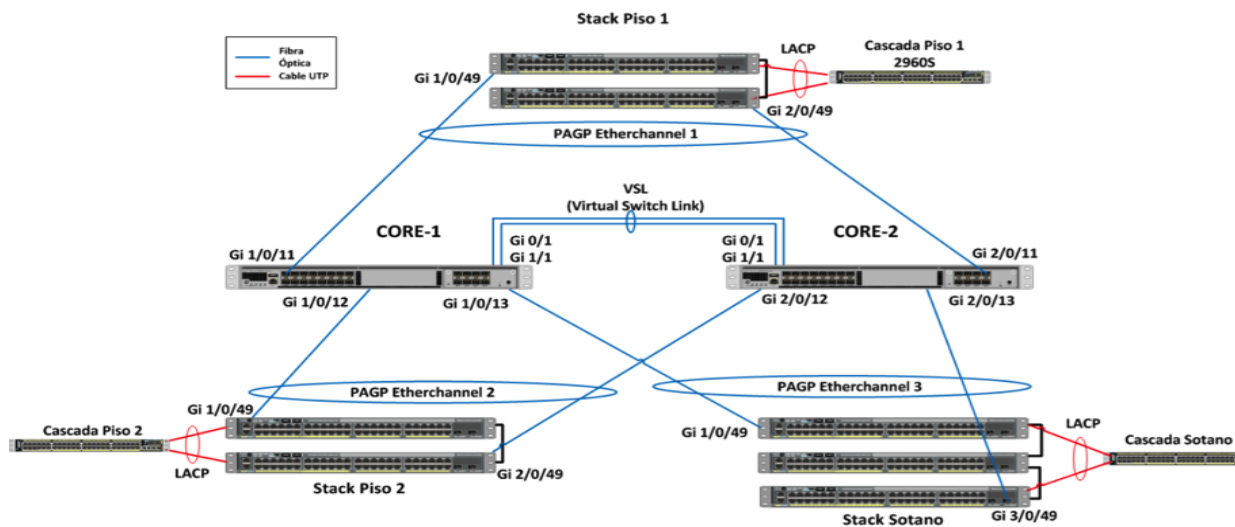 Stack Piso 1
Fibra
Óptica
Cable UTP
LACP
Cascada Piso 1
2960S
Gi 1/0/49
Gi 2/0/49
PAGP Etherchannel 1
VSL
(Virtual Switch Link)
CORE-1
CORE-2
Gi 0/1
Gi 1/1
Gi 0/1
Gi 1/1
Gi 1/0/11
Gi 2/0/11
Gi 1/0/12
Gi 1/0/13
Gi 2/0/12
Gi 2/0/13
PAGP Etherchannel 2
PAGP Etherchannel 3
Gi 1/0/49
Cascada Piso 2
LACP
Gi 2/0/49
Stack Piso 2
Gi 1/0/49
LACP
Cascada Sotano
Gi 3/0/49
Stack Sotano